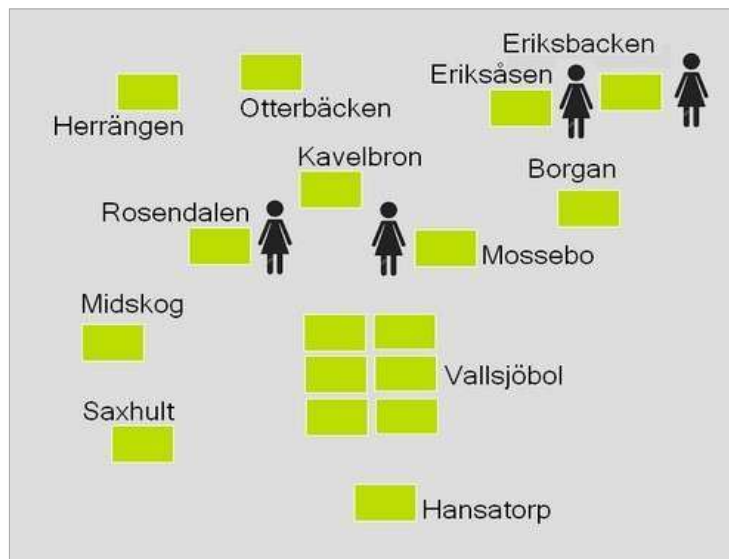 Eriksbacken
Eriksåsen
Herrängen
Otterbäcken
Kavelbron
Borgan
Rosendalen
Mossebo
Midskog
Vallsjöbol
Saxhult
Hansatorp